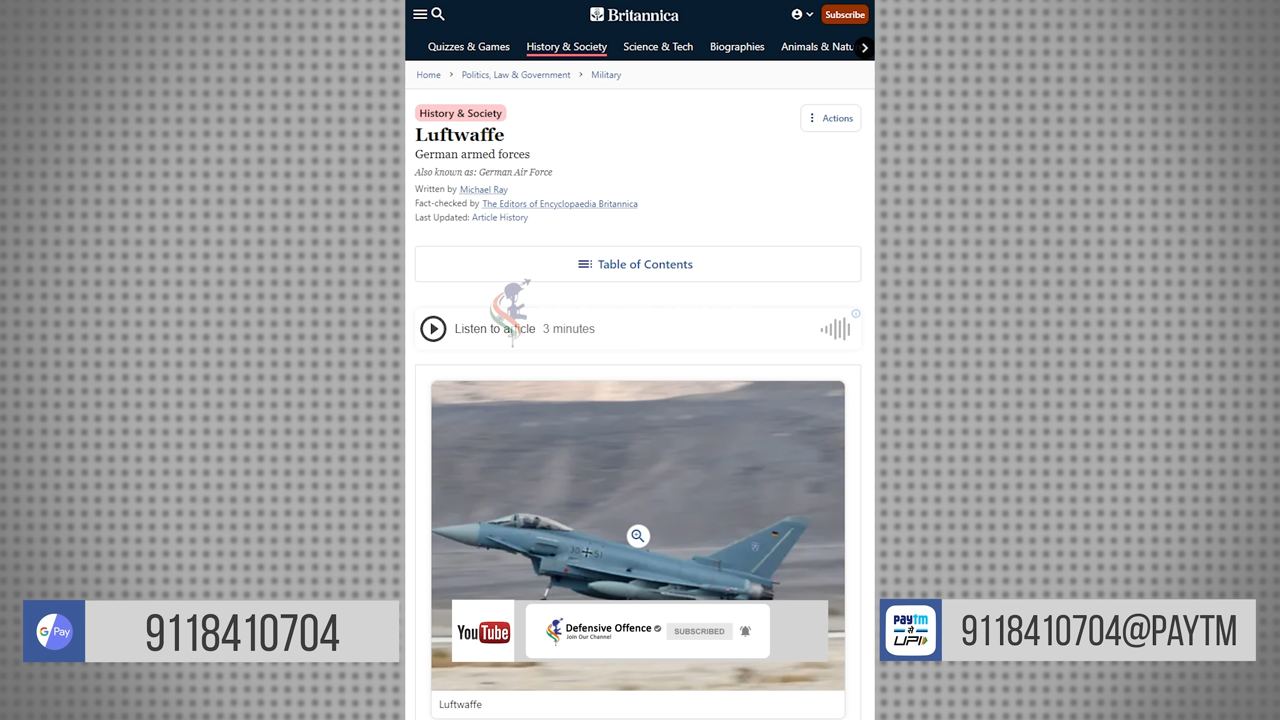 Britannica
Subscribe
Quizzes & Games
History & Society
Science & Tech
Biographies
Animals & Natu
Home > Politics, Law & Government > Military
History & Society
Actions
Luftwaffe
German armed forces
Also known as: German Air Force
Written by Michael Ray
Fact-checked by The Editors of Encyclopaedia Britannica
Last Updated: Article History
Table of Contents
Listen to article 3 minutes
30+51
G Pay
9118410704
YouTube
Defensive Offence
Join Our Channel
SUBSCRIBED
paytm
से
UPI
9118410704@PAYTM
Luftwaffe